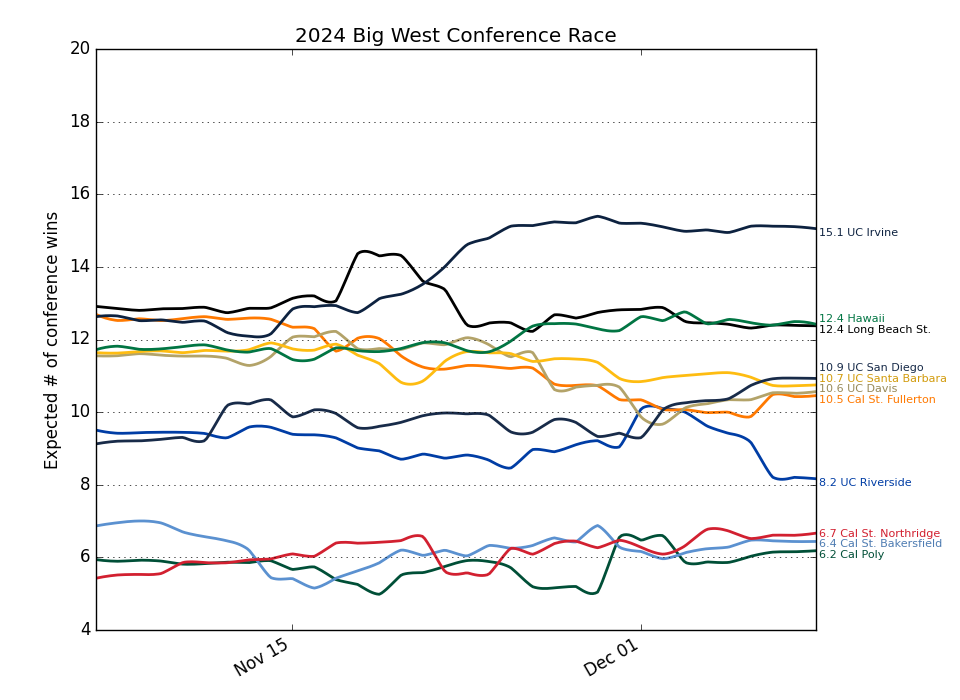 2024 Big West Conference Race
Expected # of conference wins
20
18
16
14
12
10
8
6
4
Nov 15
Dec 01
15.1 UC Irvine
12.4 Hawaii
12.4 Long Beach St.
10.9 UC San Diego
10.7 UC Santa Barbara
10.6 UC Davis
10.5 Cal St. Fullerton
8.2 UC Riverside
6.7 Cal St. Northridge
6.4 Cal St. Bakersfield
6.2 Cal Poly